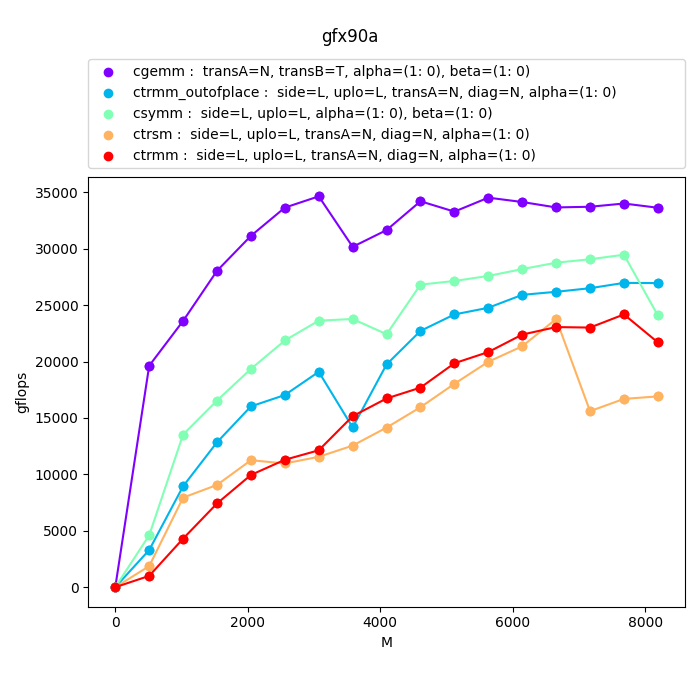 gfx90a
cgemm :  transA=N, transB=T, alpha=(1: 0), beta=(1: 0)
ctrmm_outofplace :  side=L, uplo=L, transA=N, diag=N, alpha=(1: 0)
csymm :  side=L, uplo=L, alpha=(1: 0), beta=(1: 0)
ctrsm :  side=L, uplo=L, transA=N, diag=N, alpha=(1: 0)
ctrmm :  side=L, uplo=L, transA=N, diag=N, alpha=(1: 0)
35000
30000
25000
20000
15000
10000
5000
0
gflops
0 2000 4000 6000 8000
M